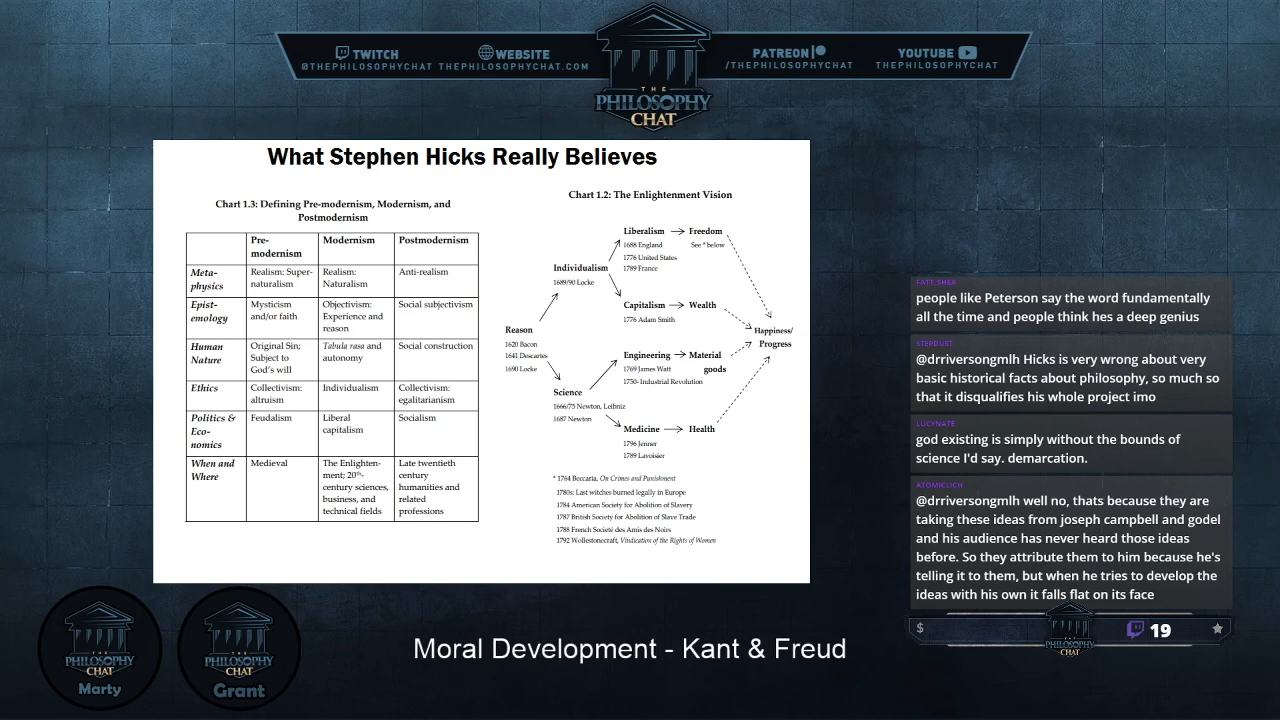 TWITCH
@THEPHILOSOPHYCHAT
WEBSITE
THEPHILOSOPHYCHAT.COM
THE
PHILOSOPHY
CHAT
PATREON
/THEPHILOSOPHYCHAT
YOUTUBE
THEPHILOSOPHYCHAT
What Stephen Hicks Really Believes
Chart 1.3: Defining Pre-modernism, Modernism, and
Postmodernism
Pre-
modernism
Modernism
Postmodernism
Meta-
physics
Realism: Super-
naturalism
Realism:
Naturalism
Anti-realism
Epist-
emology
Mysticism
and/or faith
Objectivism:
Experience and
reason
Social subjectivism
Human
Nature
Original Sin;
Subject to
God's will
Tabula rasa and
autonomy
Social construction
Ethics
Collectivism:
altruism
Individualism
Collectivism:
egalitarianism
Politics &
Eco-
nomics
Feudalism
Liberal
capitalism
Socialism
When and
Where
Medieval
The Enlighten-
ment; 20th-
century sciences,
business, and
technical fields
Late twentieth
century
humanities and
related
professions
Chart 1.2: The Enlightenment Vision
Liberalism
1688 England
1776 United States
1789 France
Freedom
See * below
Individualism
1689/90 Locke
Capitalism
1776 Adam Smith
Wealth
Reason
1620 Bacon
1641 Descartes
1690 Locke
Happiness/
Progress
Engineering
1769 James Watt
1750- Industrial Revolution
Material
goods
Science
1666/75 Newton, Leibniz
1687 Newton
Medicine
1796 Jenner
1789 Lavoisier
Health
* 1764 Beccaria, On Crimes and Punishment
1780s: Last witches burned legally in Europe
1784 American Society for Abolition of Slavery
1787 British Society for Abolition of Slave Trade
1788 French Societé des Amis des Noirs
1792 Wollestonecraft, Vindication of the Rights of Women
FATT_SHER
people like Peterson say the word fundamentally
all the time and people think hes a deep genius
STEPDUST
@drriversongmlh Hicks is very wrong about very
basic historical facts about philosophy, so much so
that it disqualifies his whole project imo
LUCYNATE
god existing is simply without the bounds of
science I'd say. demarcation.
ATOMICLICH
@drriversongmlh well no, thats because they are
taking these ideas from joseph campbell and godel
and his audience has never heard those ideas
before. So they attribute them to him because he's
telling it to them, but when he tries to develop the
ideas with his own it falls flat on its face
$
THE
PHILOSOPHY
CHAT
19
THE
PHILOSOPHY
CHAT
Marty
THE
PHILOSOPHY
CHAT
Grant
Moral Development - Kant & Freud